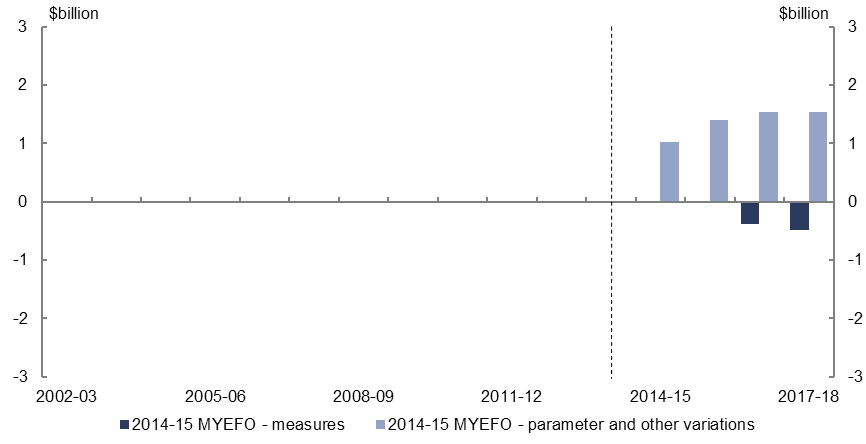 $billion $billion
3 3
2 2
1 1
0 0
-1 -1
-2 -2
-3 -3
2002-03 2005-06 2008-09 2011-12 2014-15 2017-18
2014-15 MYEFO - measures 2014-15 MYEFO - parameter and other variations